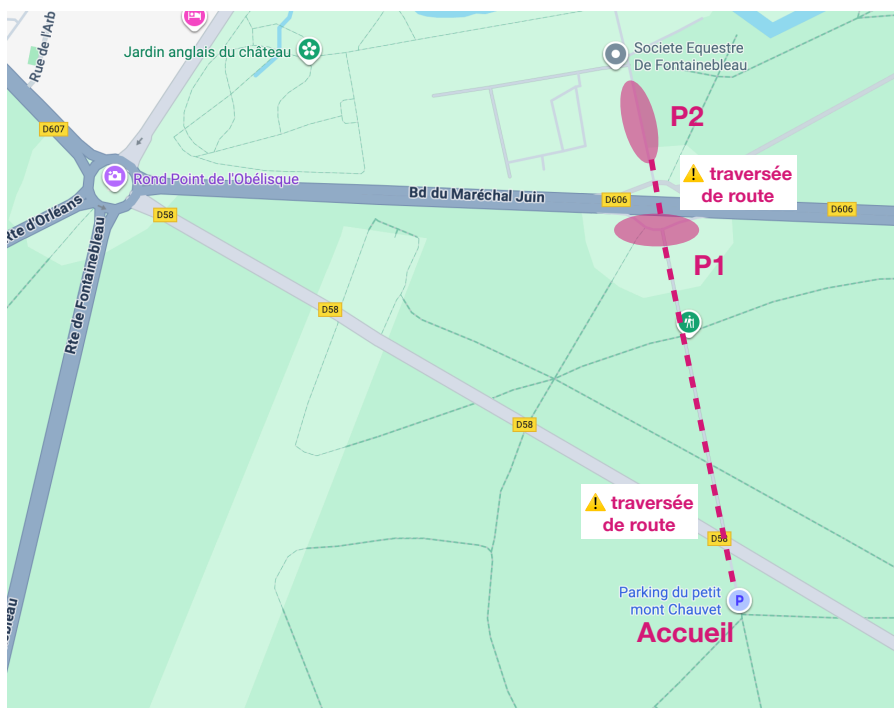 Rue de l'Arb
Jardin anglais du château
Societe Equestre
De Fontainebleau
P2
D607
Rond Point de l'Obélisque
⚠ traversée
de route
Bd du Maréchal Juin
D606
D606
Rte d'Orléans
D58
P1
Rte de Fontainebleau
D58
D58
⚠ traversée
de route
D58
Parking du petit
mont Chauvet
P
Accueil
ebleau